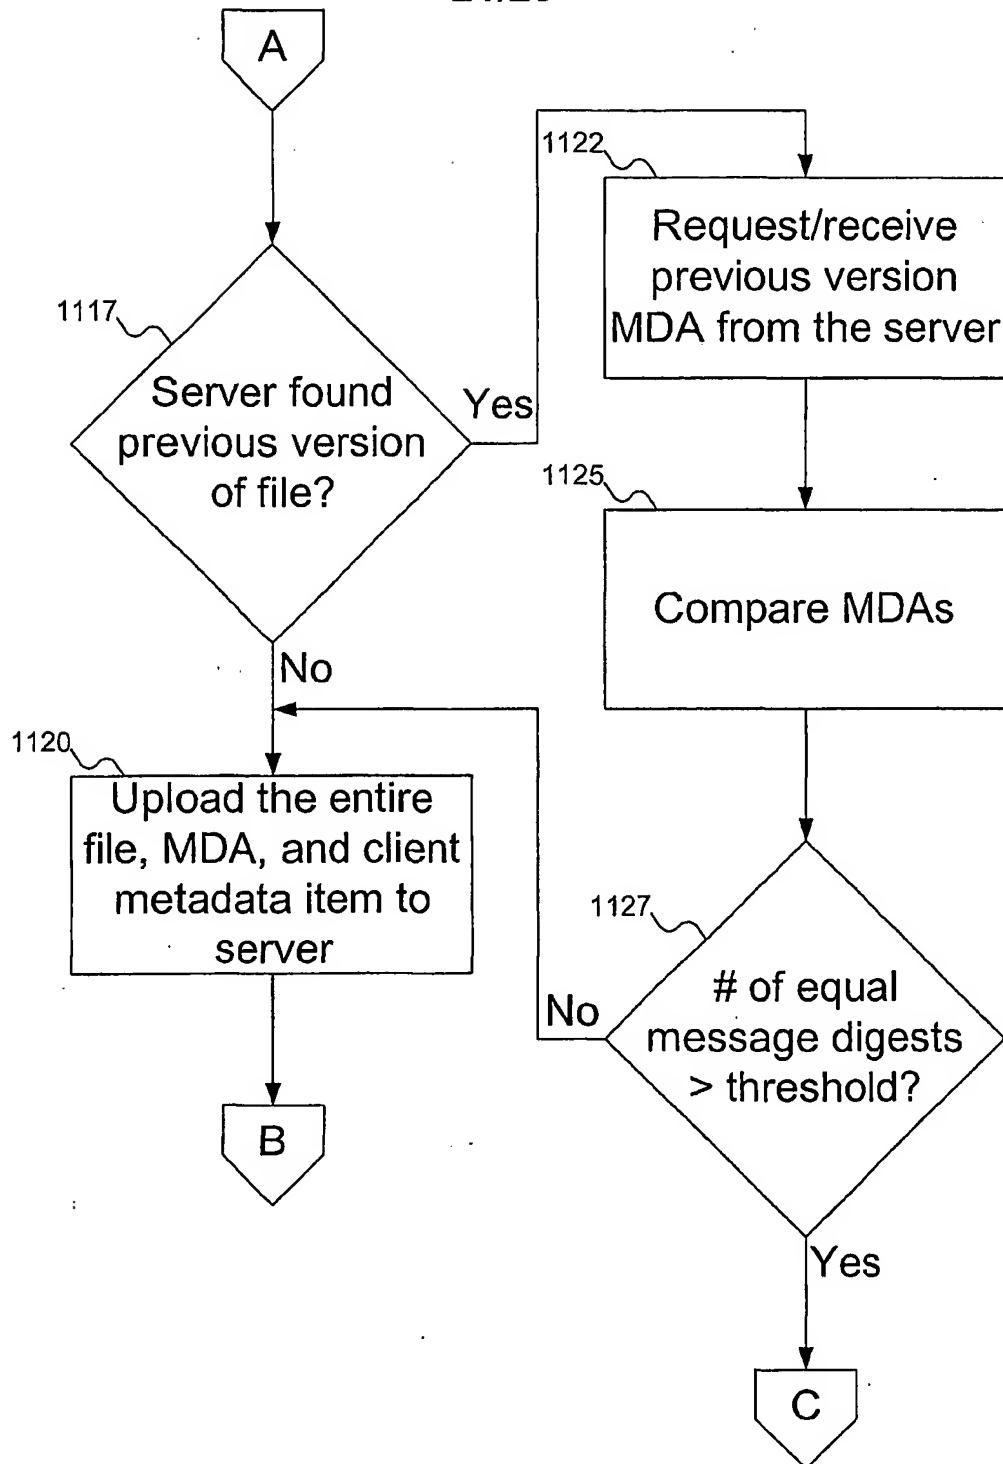 A
1122
Request/receive
previous version
MDA from the server
1117
Server found
previous version
of file?
Yes
1125
Compare MDAs
No
1120
Upload the entire
file, MDA, and client
metadata item to
server
1127
# of equal
message digests
> threshold?
No
B
Yes
C